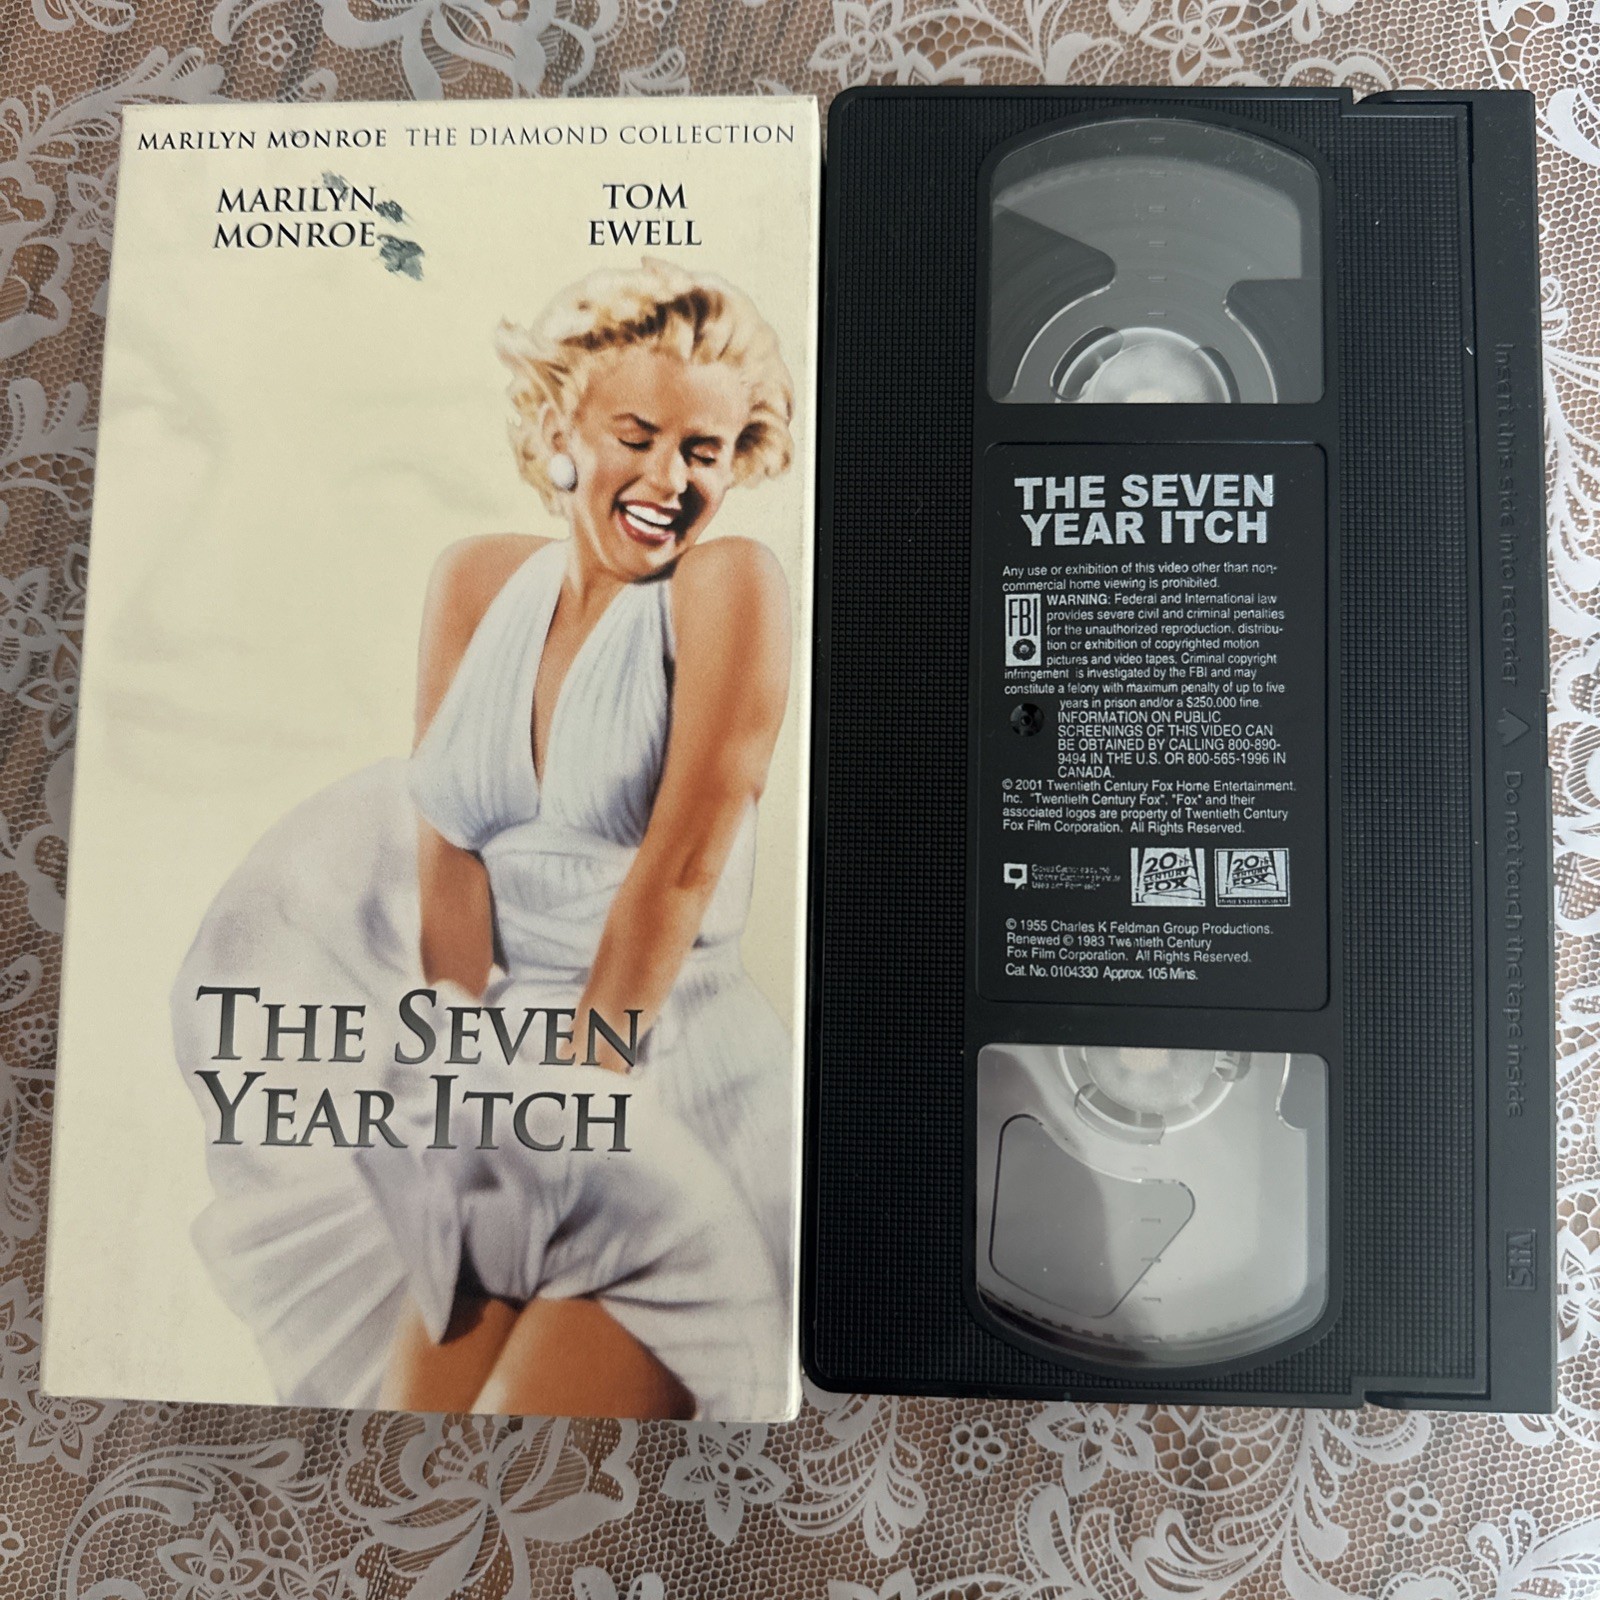 MARILYN MONROE THE DIAMOND COLLECTION
MARILYN
MONROE
TOM
EWELL
THE SEVEN
YEAR ITCH
THE SEVEN
YEAR ITCH
Any use or exhibition of this video other than non-
commercial home viewing is prohibited.
FBI
WARNING: Federal and International law
provides severe civil and criminal penalties
for the unauthorized reproduction, distribu-
tion or exhibition of copyrighted motion
pictures and video tapes. Criminal copyright
infringement is investigated by the FBI and may
constitute a felony with maximum penalty of up to five
years in prison and/or a $250,000 fine.
INFORMATION ON PUBLIC
SCREENINGS OF THIS VIDEO CAN
BE OBTAINED BY CALLING 800-890-
9494 IN THE U.S. OR 800-565-1996 IN
CANADA.
© 2001 Twentieth Century Fox Home Entertainment,
Inc. "Twentieth Century Fox", "Fox" and their
associated logos are property of Twentieth Century
Fox Film Corporation. All Rights Reserved.
20th
CENTURY
FOX
20th
CENTURY
FOX
HOME ENTERTAINMENT
© 1955 Charles K Feldman Group Productions.
Renewed © 1983 Twentieth Century
Fox Film Corporation. All Rights Reserved.
Cat. No. 0104330 Approx. 105 Mins.
Insert this side into recorder
Do not touch the tape inside
VHS